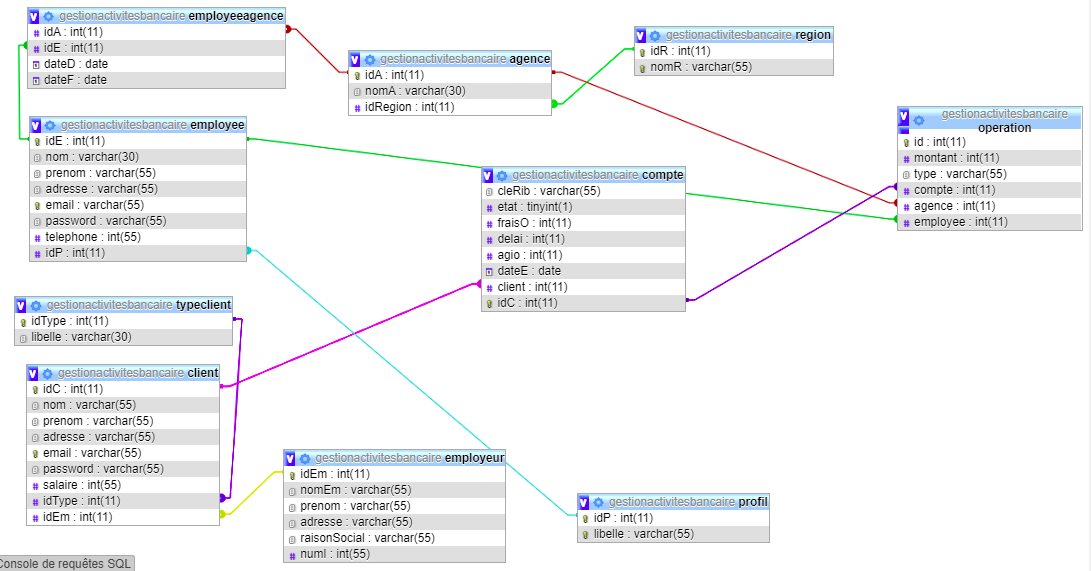 gestionactivitesbancaire employeeagence
idA : int(11)
idE : int(11)
dateD : date
dateF : date
gestionactivitesbancaire agence
idA : int(11)
nomA : varchar(30)
idRegion : int(11)
gestionactivitesbancaire region
idR : int(11)
nomR : varchar(55)
gestionactivitesbancaire
operation
id : int(11)
montant : int(11)
type : varchar(55)
compte : int(11)
agence : int(11)
employee : int(11)
gestionactivitesbancaire employee
idE : int(11)
nom : varchar(30)
prenom : varchar(55)
adresse : varchar(55)
email : varchar(55)
password : varchar(55)
telephone : int(55)
idP : int(11)
gestionactivitesbancaire compte
cleRib : varchar(55)
etat : tinyint(1)
fraisO : int(11)
delai : int(11)
agio : int(11)
dateE : date
client : int(11)
idC : int(11)
gestionactivitesbancaire typeclient
idType : int(11)
libelle : varchar(30)
gestionactivitesbancaire client
idC : int(11)
nom : varchar(55)
prenom : varchar(55)
adresse : varchar(55)
email : varchar(55)
password : varchar(55)
salaire : int(55)
idType : int(11)
idEm : int(11)
gestionactivitesbancaire employeur
idEm : int(11)
nomEm : varchar(55)
prenom : varchar(55)
adresse : varchar(55)
raisonSocial : varchar(55)
numI : int(55)
gestionactivitesbancaire profil
idP : int(11)
libelle : varchar(55)
Console de requêtes SQL